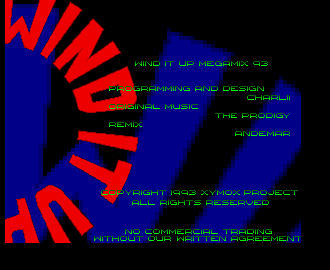 WIND IT UP
WIND IT UP MEGAMIX 93
PROGRAMMING AND DESIGN
CHARLII
ORIGINAL MUSIC
THE PRODIGY
REMIX
ANDEMAR
COPYRIGHT 1993 XYMOX PROJECT
ALL RIGHTS RESERVED
NO COMMERCIAL TRADING
WITHOUT OUR WRITTEN AGREEMENT